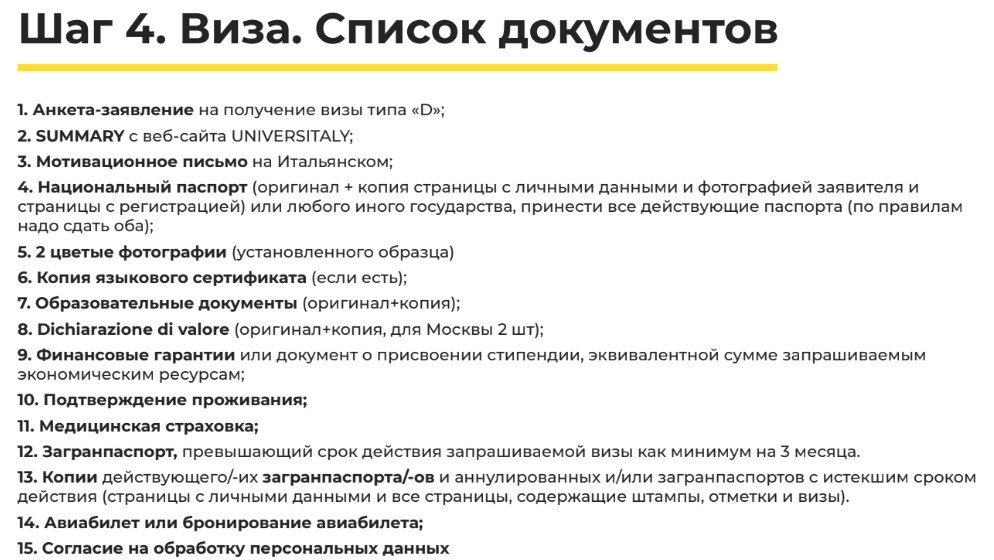 Шаг 4. Виза. Список документов
1. Анкета-заявление на получение визы типа «D»;
2. SUMMARY с веб-сайта UNIVERSITALY;
3. Мотивационное письмо на Итальянском;
4. Национальный паспорт (оригинал + копия страницы с личными данными и фотографией заявителя и
страницы с регистрацией) или любого иного государства, принести все действующие паспорта (по правилам
надо сдать оба);
5. 2 цветые фотографии (установленного образца)
6. Копия языкового сертификата (если есть);
7. Образовательные документы (оригинал+копия);
8. Dichiarazione di valore (оригинал+копия, для Москвы 2 шт);
9. Финансовые гарантии или документ о присвоении стипендии, эквивалентной сумме запрашиваемым
экономическим ресурсам;
10. Подтверждение проживания;
11. Медицинская страховка;
12. Загранпаспорт, превышающий срок действия запрашиваемой визы как минимум на 3 месяца.
13. Копии действующего/-их загранпаспорта/-ов и аннулированных и/или загранпаспортов с истекшим сроком
действия (страницы с личными данными и все страницы, содержащие штампы, отметки и визы).
14. Авиабилет или бронирование авиабилета;
15. Согласие на обработку персональных данных